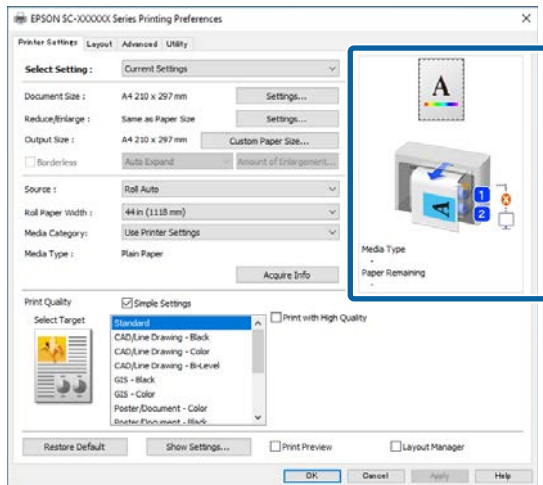 EPSON SC-XXXXXX Series Printing Preferences
Printer Settings Layout Advanced Utility
Select Setting : Current Settings
Document Size : A4 210 x 297 mm Settings...
Reduce/Enlarge : Same as Paper Size Settings...
Output Size : A4 210 x 297 mm Custom Paper Size...
Borderless Auto Expand Amount of Enlargement...
Source : Roll Auto
Roll Paper Width : 44 in (1118 mm)
Media Category: Use Printer Settings
Media Type : Plain Paper
Acquire Info
A
A
1
2
Media Type
-
Paper Remaining
-
Print Quality Simple Settings
Select Target
Standard
CAD/Line Drawing - Black
CAD/Line Drawing - Color
CAD/Line Drawing - Bi-Level
GIS - Black
GIS - Color
Poster/Document - Color
Poster/Document - Black
Print with High Quality
Restore Default Show Settings... Print Preview Layout Manager
OK Cancel Apply Help